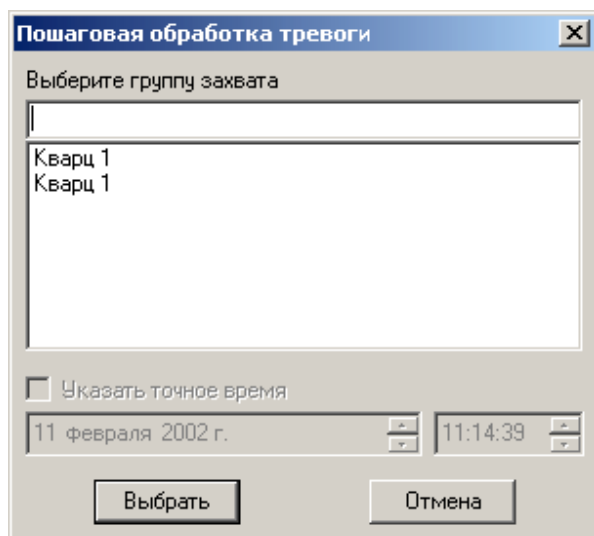 Пошаговая обработка тревоги
Выберите группу захвата
Кварц 1
Кварц 1
Указать точное время
11 февраля 2002 г. 11:14:39
Выбрать Отмена